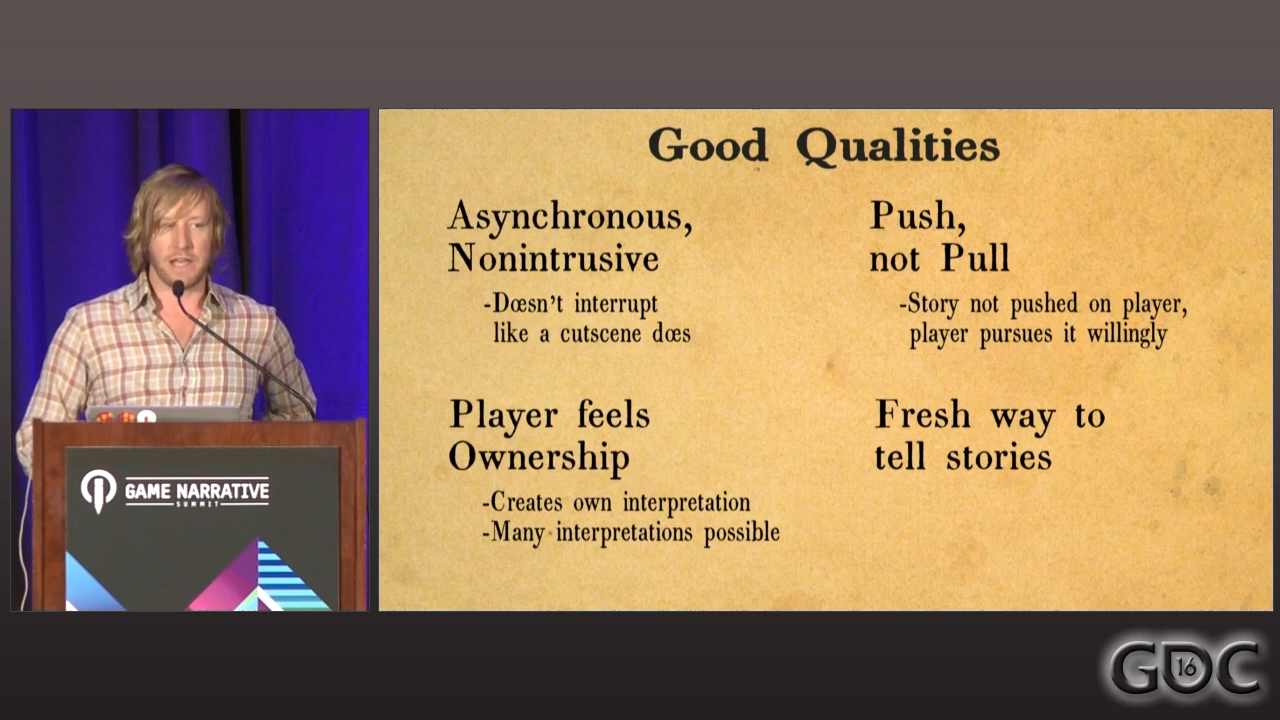 Good Qualities
Asynchronous,
Nonintrusive
-Dœsn't interrupt
like a cutscene dœs
Push,
not Pull
-Story not pushed on player,
player pursues it willingly
Player feels
Ownership
-Creates own interpretation
-Many interpretations possible
Fresh way to
tell stories
GAME NARRATIVE
SUMMIT
GDC
16